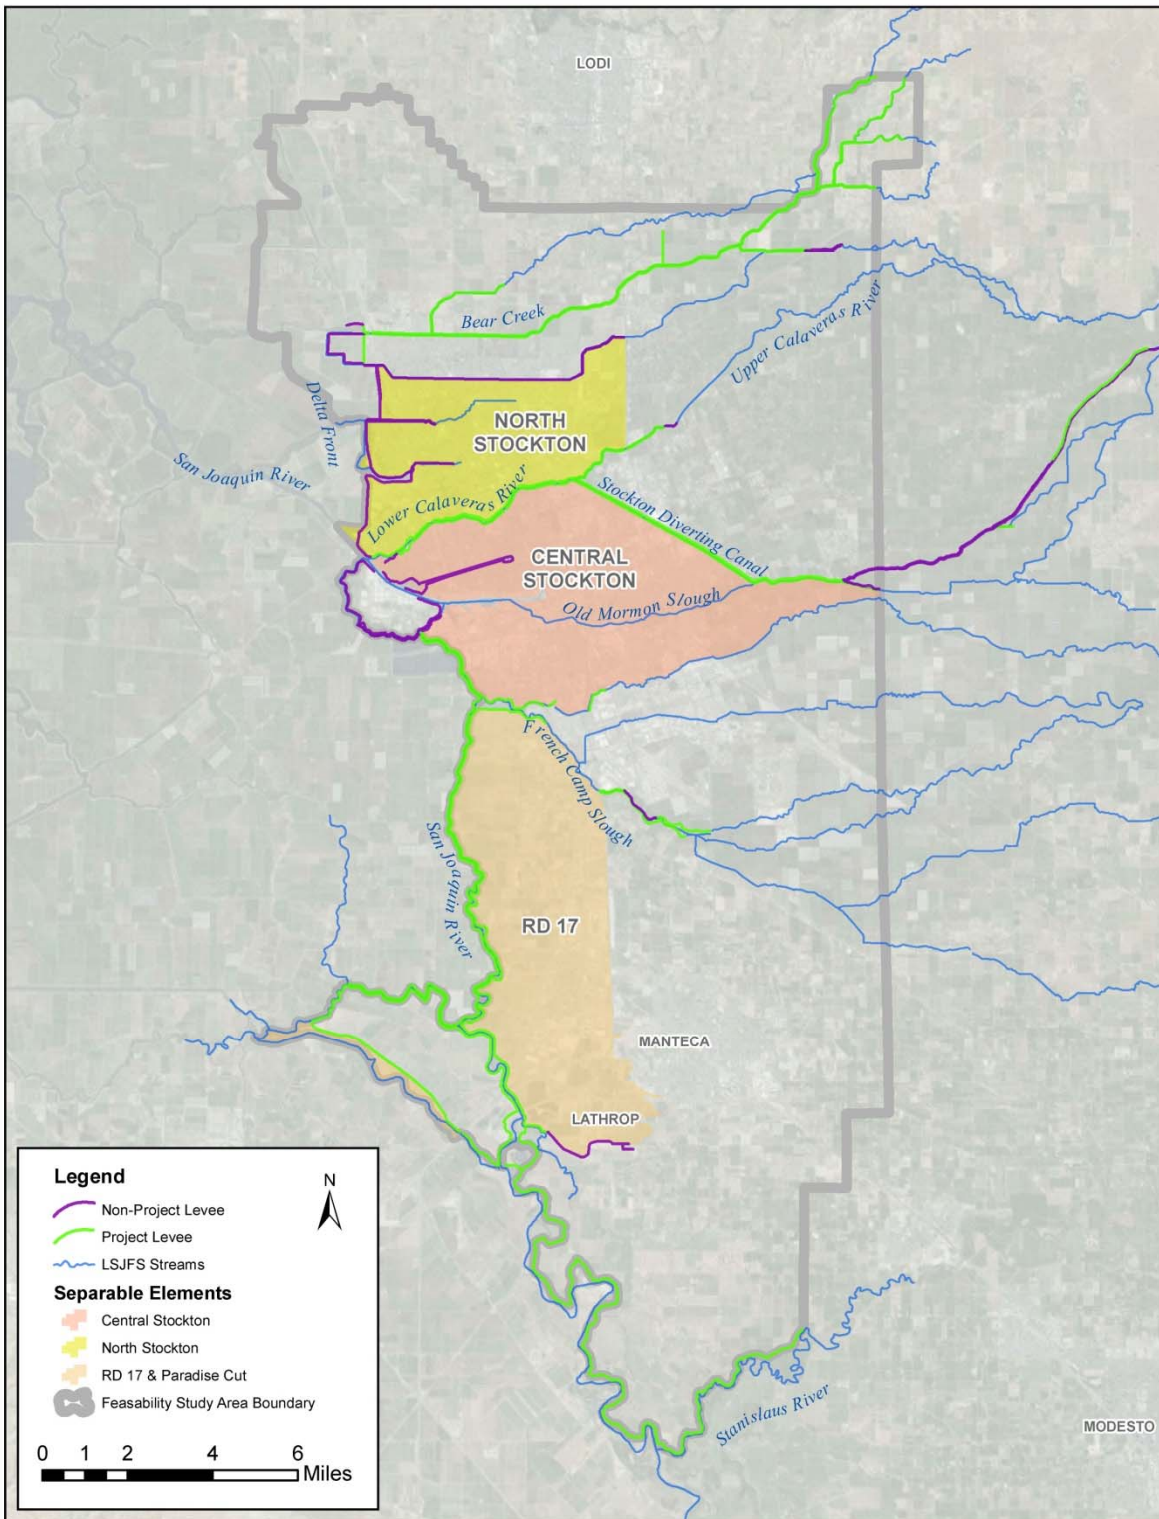 LODI
Bear Creek
Upper Calaveras River
Delta Front
NORTH
STOCKTON
San Joaquin River
Lower Calaveras River
Stockton Diverting Canal
CENTRAL
STOCKTON
Old Mormon Slough
French Camp Slough
San Joaquin River
RD 17
MANTECA
LATHROP
Stanislaus River
MODESTO
Legend
N
Non-Project Levee
Project Levee
LSJFS Streams
Separable Elements
Central Stockton
North Stockton
RD 17 & Paradise Cut
Feasability Study Area Boundary
0 1 2 4 6
Miles